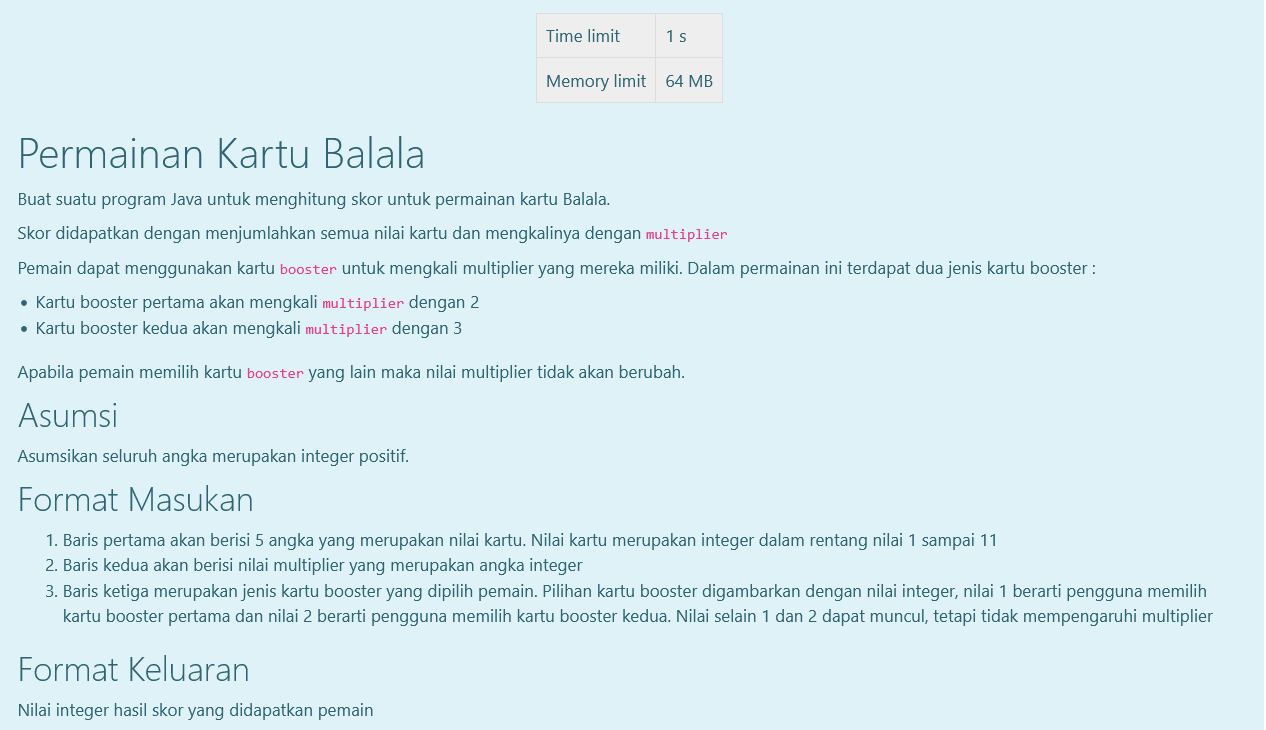 Time limit 1 s
Memory limit 64 MB
Permainan Kartu Balala
Buat suatu program Java untuk menghitung skor untuk permainan kartu Balala.
Skor didapatkan dengan menjumlahkan semua nilai kartu dan mengkalinya dengan multiplier
Pemain dapat menggunakan kartu booster untuk mengkali multiplier yang mereka miliki. Dalam permainan ini terdapat dua jenis kartu booster :
• Kartu booster pertama akan mengkali multiplier dengan 2
• Kartu booster kedua akan mengkali multiplier dengan 3
Apabila pemain memilih kartu booster yang lain maka nilai multiplier tidak akan berubah.
Asumsi
Asumsikan seluruh angka merupakan integer positif.
Format Masukan
1. Baris pertama akan berisi 5 angka yang merupakan nilai kartu. Nilai kartu merupakan integer dalam rentang nilai 1 sampai 11
2. Baris kedua akan berisi nilai multiplier yang merupakan angka integer
3. Baris ketiga merupakan jenis kartu booster yang dipilih pemain. Pilihan kartu booster digambarkan dengan nilai integer, nilai 1 berarti pengguna memilih
kartu booster pertama dan nilai 2 berarti pengguna memilih kartu booster kedua. Nilai selain 1 dan 2 dapat muncul, tetapi tidak mempengaruhi multiplier
Format Keluaran
Nilai integer hasil skor yang didapatkan pemain